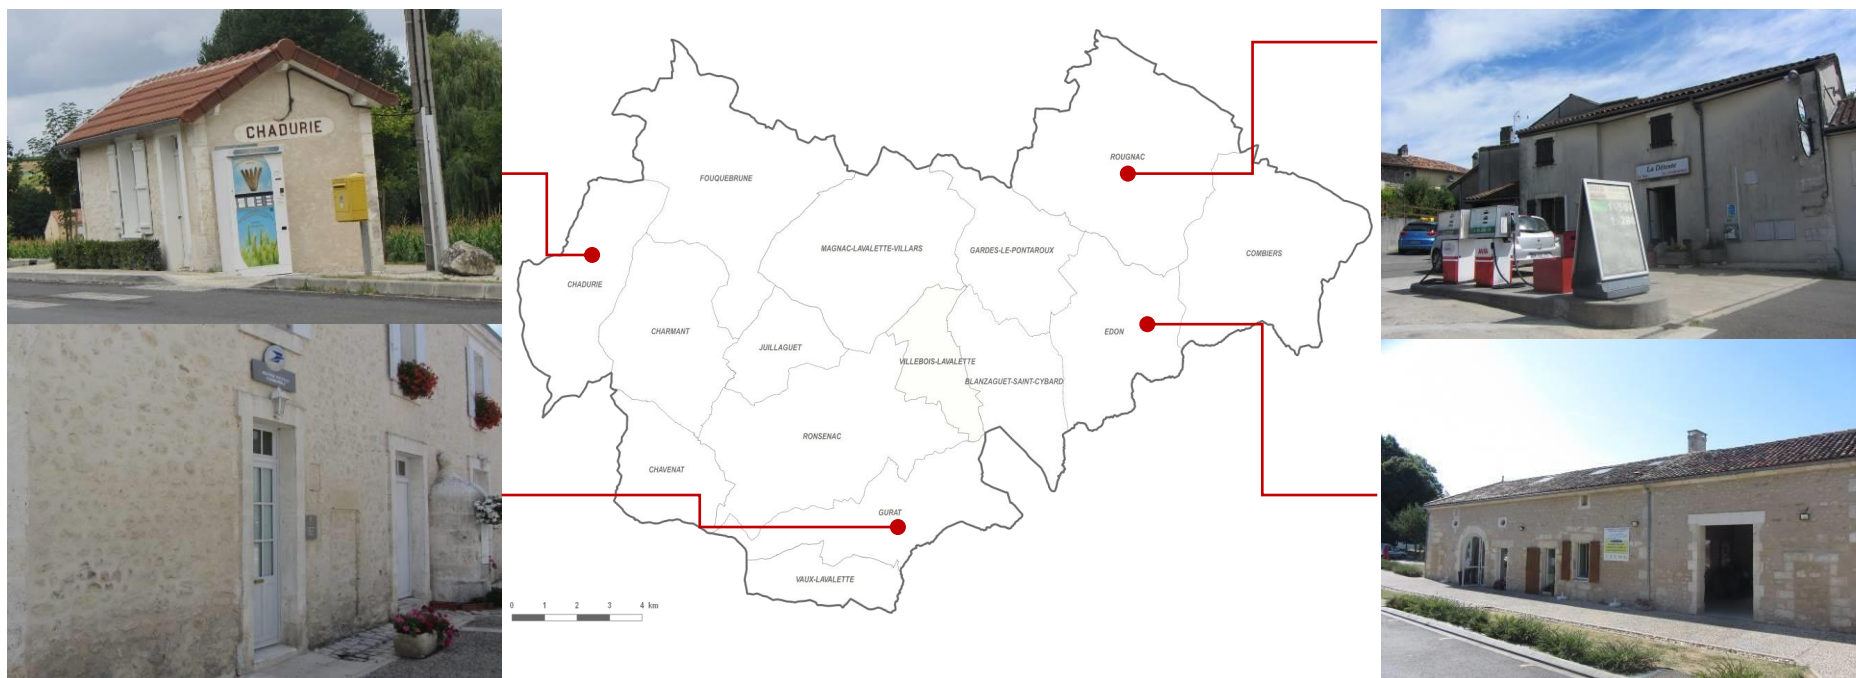 CHADURIE
ROUGNAC
FOUQUEBRUNE
MAGNAC-LAVALETTE-VILLARS
GARDES-LE-PONTAROUX
COMBIERS
CHADURIE
CHARMANT
EDON
JUILLAGUET
VILLEBOIS-LAVALETTE
BLANZAGUET-SAINT-CYBARD
RONSENAC
CHAVENAT
GURAT
VAUX-LAVALETTE
0 1 2 3 4 km
La Détente
AVIA